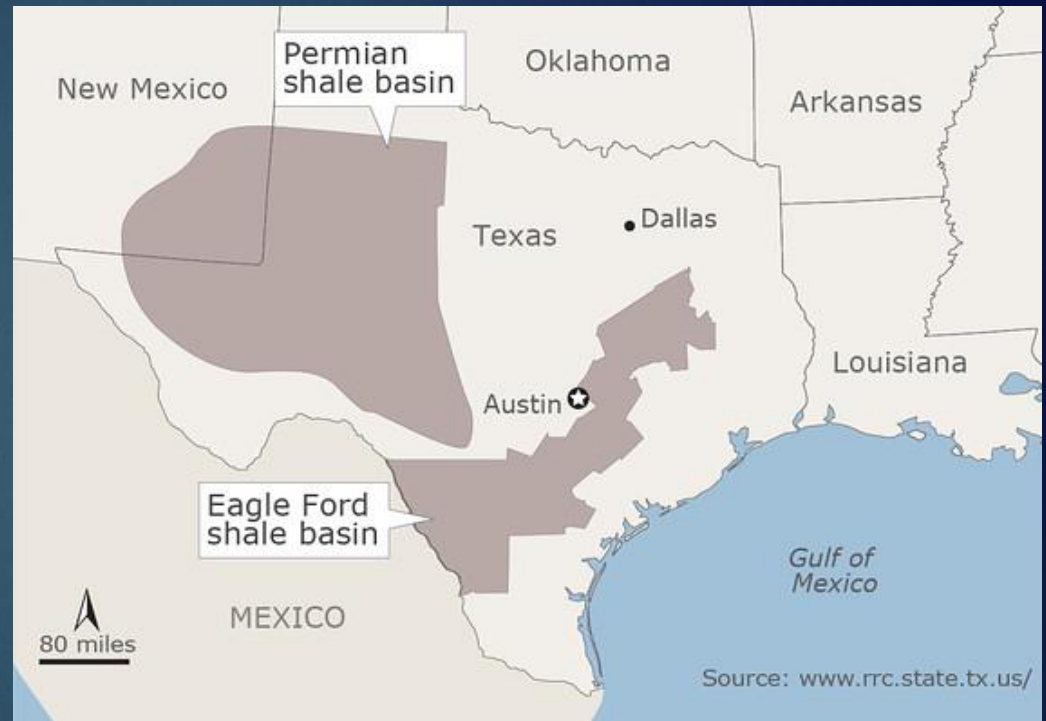 Permian
shale basin
Oklahoma
New Mexico
Arkansas
Dallas
Texas
Louisiana
Austin
Eagle Ford
shale basin
Gulf of
Mexico
MEXICO
80 miles
Source: www.rrc.state.tx.us/